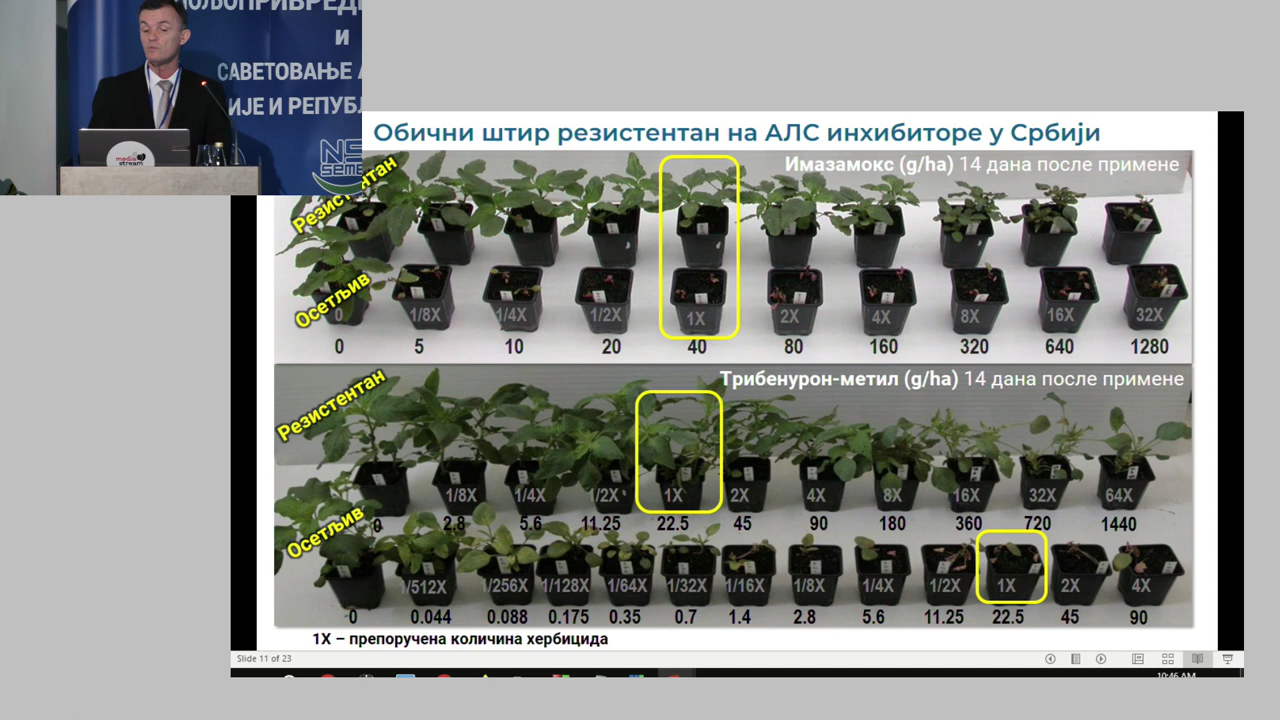 ПОЉОПРИВРЕД
и
САВЕТОВАЊЕ А
ИЈЕ И РЕПУБЛ
media
stream
NS
SEME
Обични штир резистентан на АЛС инхибиторе у Србији
Имазамокс (g/ha) 14 дана после примене
Резистентан
Осетљив
0 1/8X 1/4X 1/2X 1X 2X 4X 8X 16X 32X
0 5 10 20 40 80 160 320 640 1280
Трибенурон-метил (g/ha) 14 дана после примене
Резистентан
1/8X 1/4X 1/2X 1X 2X 4X 8X 16X 32X 64X
0 2.8 5.6 11.25 22.5 45 90 180 360 720 1440
Осетљив
1/512X 1/256X 1/128X 1/64X 1/32X 1/16X 1/8X 1/4X 1/2X 1X 2X 4X
0 0.044 0.088 0.175 0.35 0.7 1.4 2.8 5.6 11.25 22.5 45 90
1X – препоручена количина хербицида
Slide 11 of 23
10:46 AM